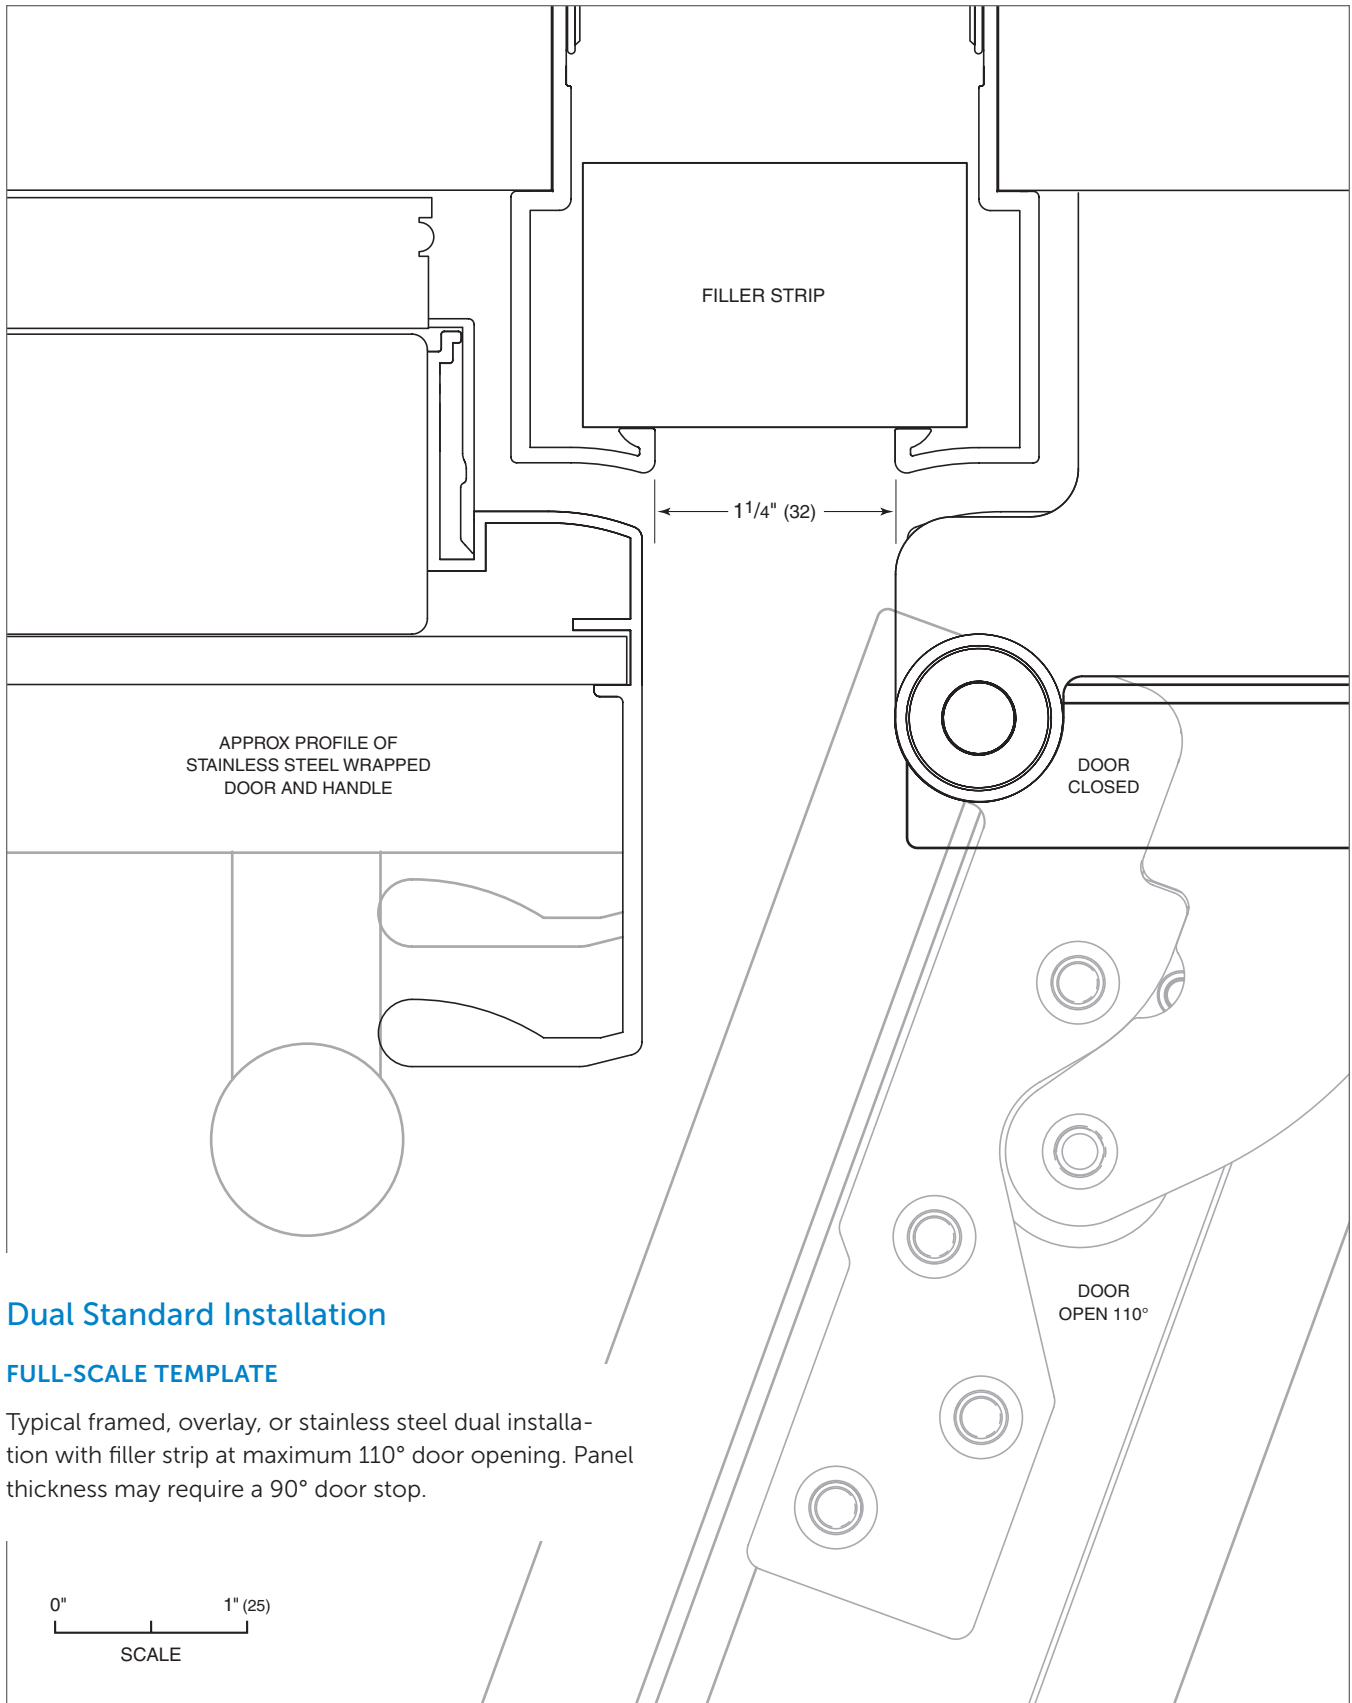 FILLER STRIP
1 1/4" (32)
APPROX PROFILE OF
STAINLESS STEEL WRAPPED
DOOR AND HANDLE
DOOR
CLOSED
DOOR
OPEN 110°
Dual Standard Installation
FULL-SCALE TEMPLATE
Typical framed, overlay, or stainless steel dual installa-
tion with filler strip at maximum 110° door opening. Panel
thickness may require a 90° door stop.
0" 1" (25)
SCALE